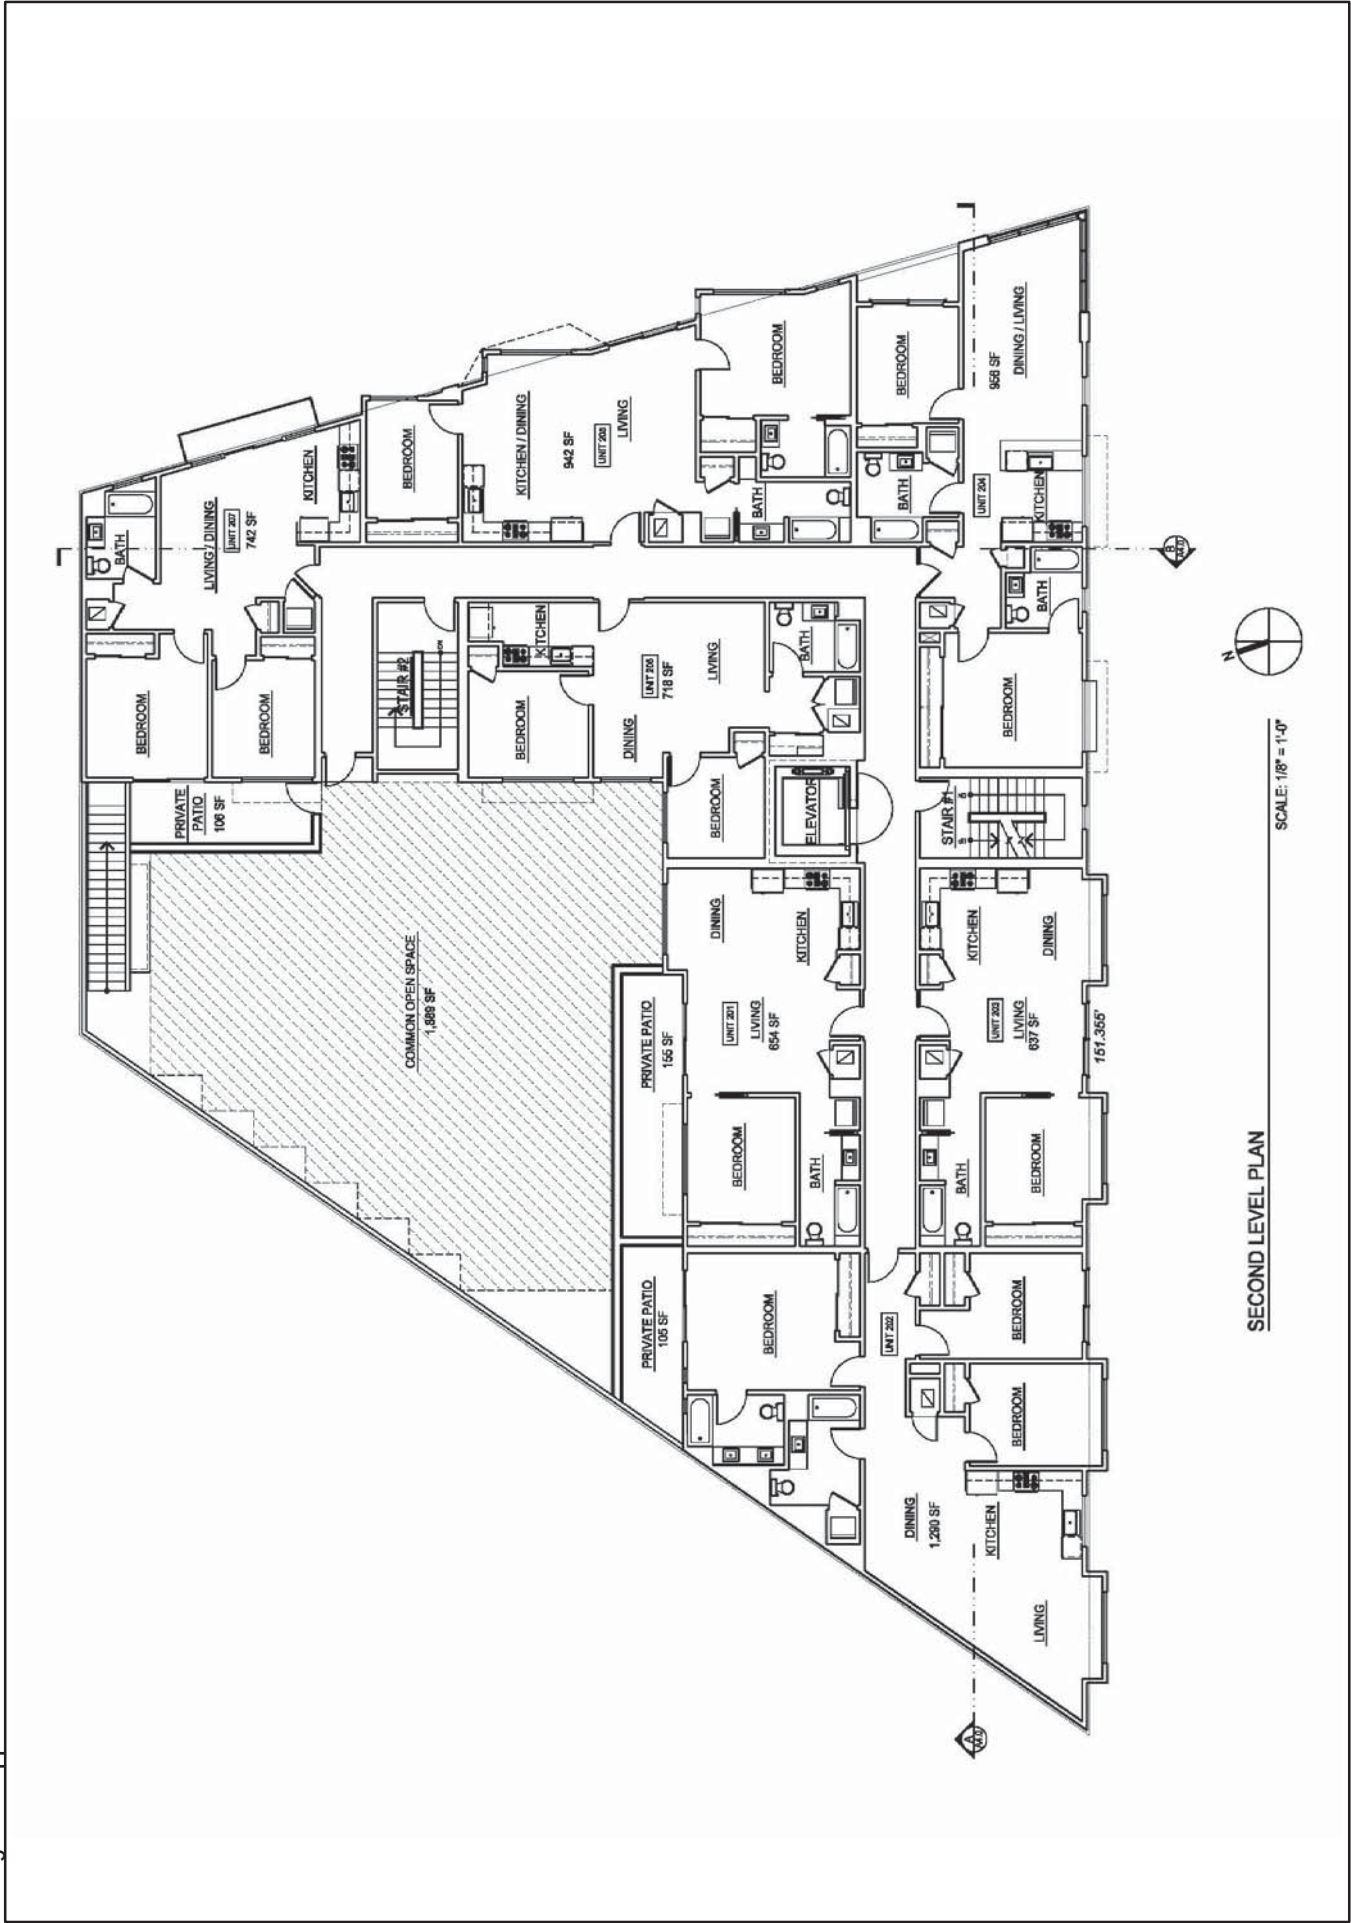 BATH
BEDROOM
PRIVATE
PATIO
106 SF
LIVING / DINING
UNIT 207
742 SF
BEDROOM
KITCHEN
COMMON OPEN SPACE
1,889 SF
STAIR #2
DN
BEDROOM
BEDROOM
KITCHEN / DINING
942 SF
UNIT 205
LIVING
KITCHEN
DINING
UNIT 206
718 SF
LIVING
BEDROOM
BATH
BATH
BEDROOM
ELEVATOR
PRIVATE PATIO
105 SF
PRIVATE PATIO
155 SF
DINING
UNIT 201
LIVING
654 SF
KITCHEN
BEDROOM
BATH
BEDROOM
UNIT 202
DINING
1,290 SF
KITCHEN
LIVING
BEDROOM
BEDROOM
BATH
BEDROOM
UNIT 203
LIVING
637 SF
KITCHEN
DINING
STAIR #1
BEDROOM
BATH
BEDROOM
BATH
UNIT 204
KITCHEN
SF
DINING / LIVING
151.355'
A
A4.0
B
A4.0
N
SECOND LEVEL PLAN
SCALE: 1/8" = 1'-0"